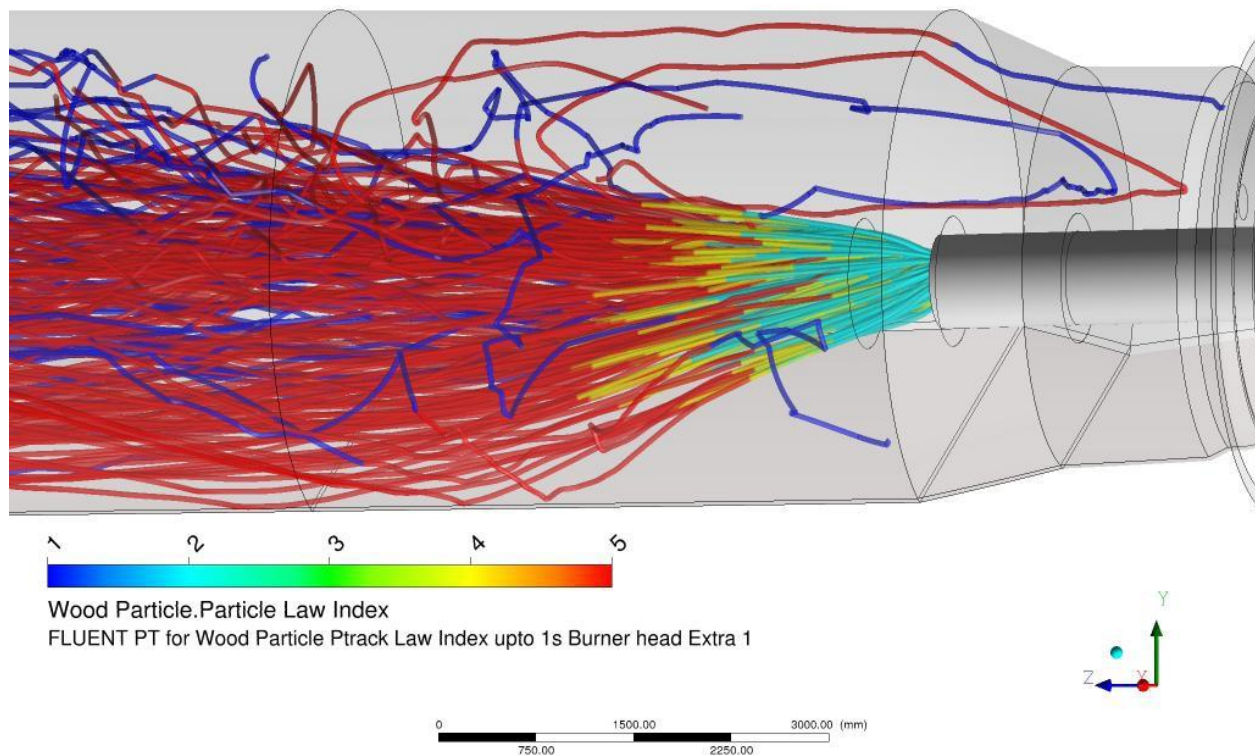 1 2 3 4 5
Wood Particle.Particle Law Index
FLUENT PT for Wood Particle Ptrack Law Index upto 1s Burner head Extra 1
Y
Z X
0 1500.00 3000.00 (mm)
750.00 2250.00